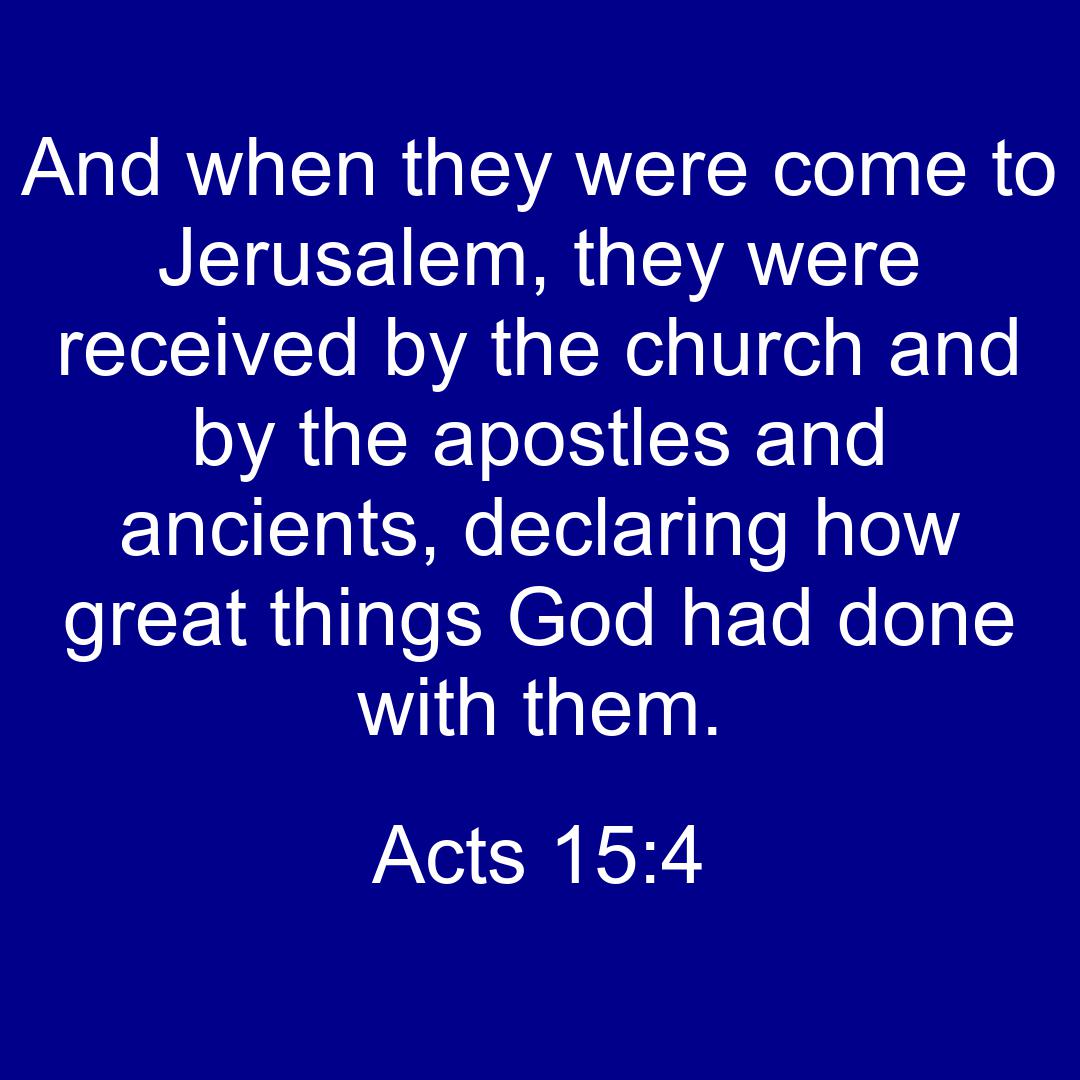 And when they were come to
Jerusalem, they were
received by the church and
by the apostles and
ancients, declaring how
great things God had done
with them.
Acts 15:4